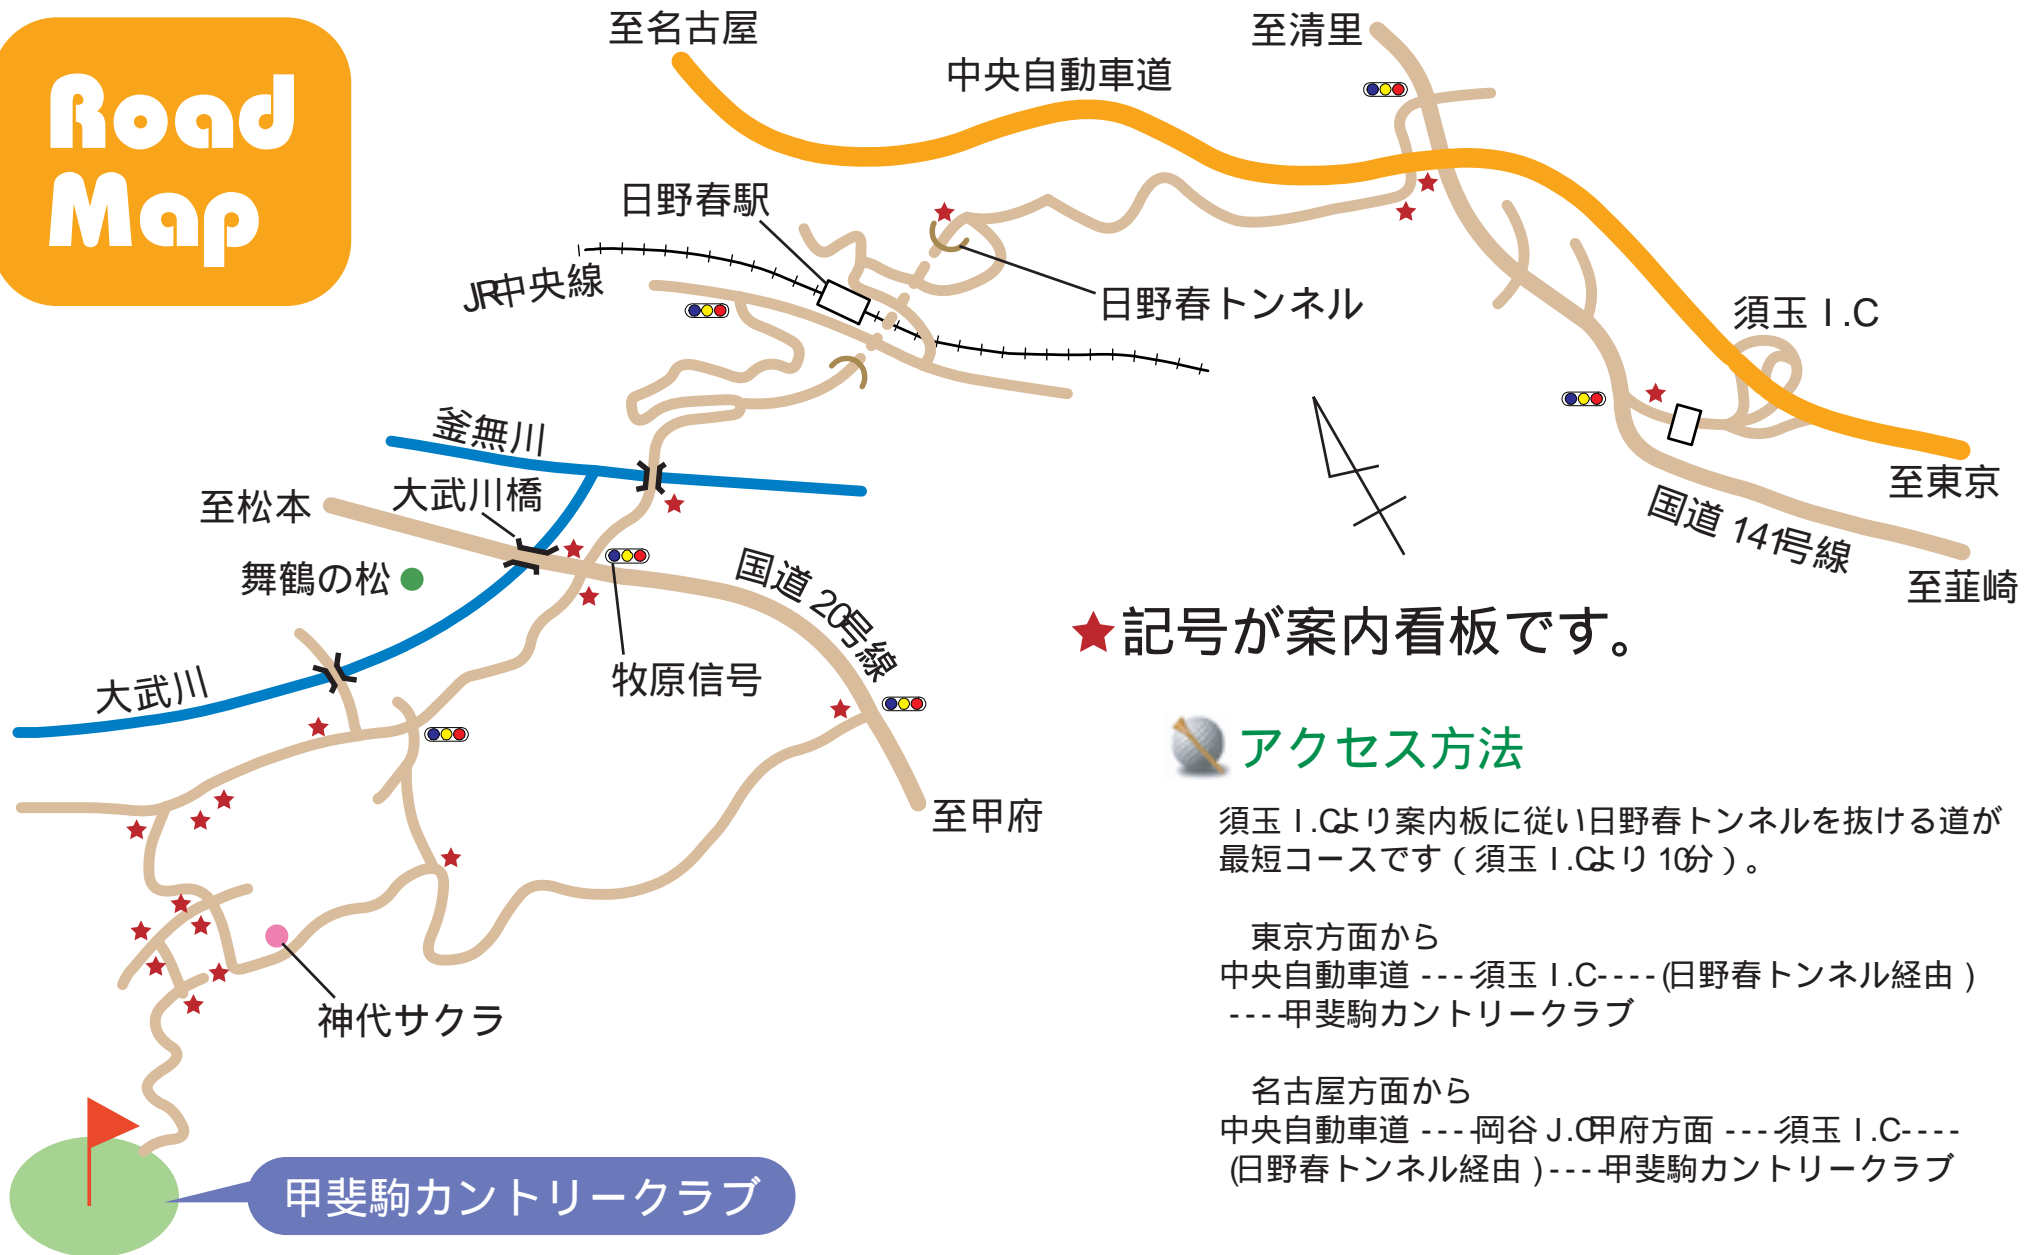 Road
Map
至名古屋
中央自動車道
至清里
日野春駅
JR中央線
日野春トンネル
須玉 I.C
釜無川
至松本
大武川橋
舞鶴の松
国道 20号線
国道 141号線
至東京
至韮崎
牧原信号
大武川
至甲府
神代サクラ
甲斐駒カントリークラブ
★記号が案内看板です。
アクセス方法
須玉 I.Cより案内板に従い日野春トンネルを抜ける道が
最短コースです（須玉 I.Cより 10分）。
東京方面から
中央自動車道 ----須玉 I.C----(日野春トンネル経由 )
----甲斐駒カントリークラブ
名古屋方面から
中央自動車道 ----岡谷 J.C甲府方面 ----須玉 I.C----
(日野春トンネル経由 )----甲斐駒カントリークラブ